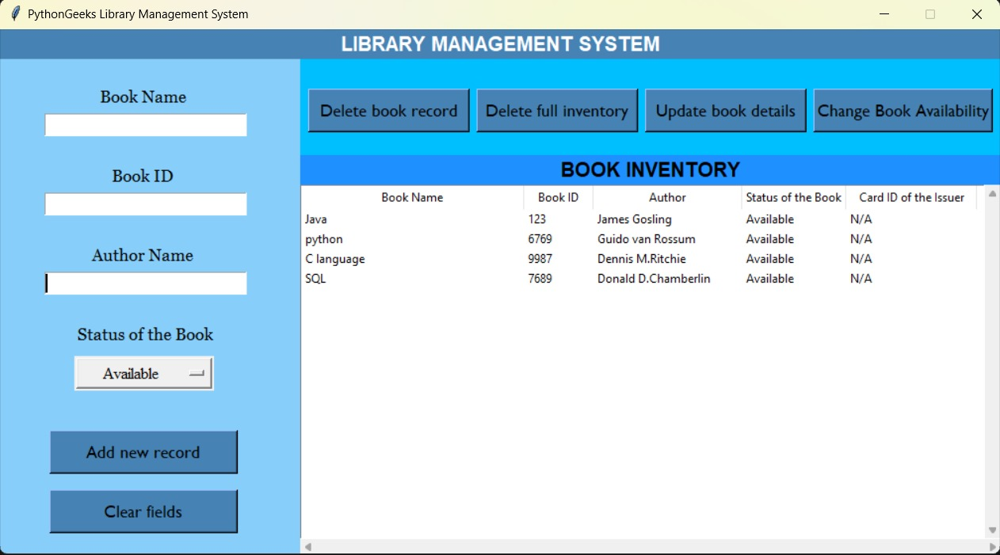 PythonGeeks Library Management System
LIBRARY MANAGEMENT SYSTEM
Book Name
Book ID
Author Name
Status of the Book
Available
Add new record
Clear fields
Delete book record Delete full inventory Update book details Change Book Availability
BOOK INVENTORY
Book Name Book ID Author Status of the Book Card ID of the Issuer
Java 123 James Gosling Available N/A
python 6769 Guido van Rossum Available N/A
C language 9987 Dennis M.Ritchie Available N/A
SQL 7689 Donald D.Chamberlin Available N/A